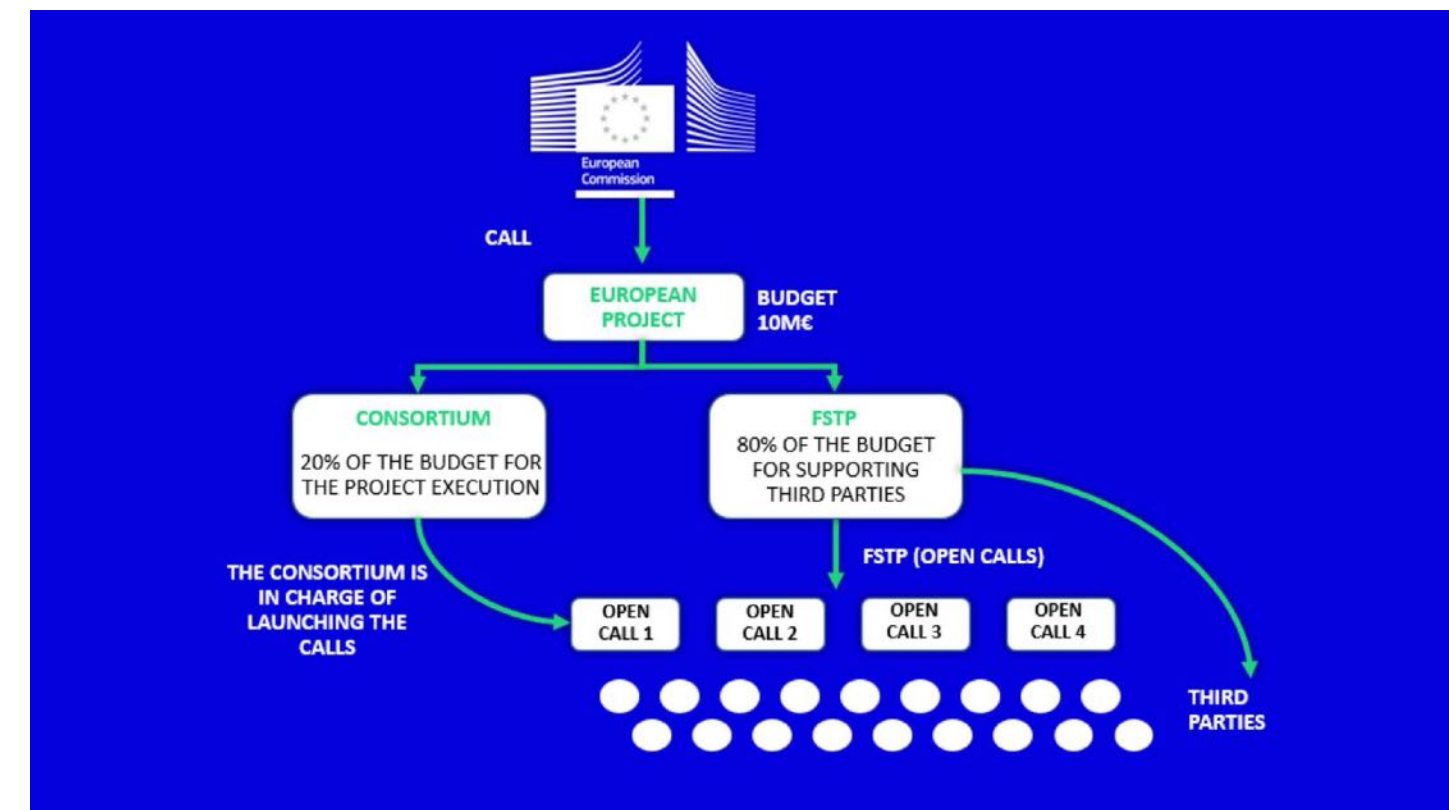 European
Commission
CALL
EUROPEAN
PROJECT
BUDGET
10M€
CONSORTIUM
20% OF THE BUDGET FOR
THE PROJECT EXECUTION
FSTP
80% OF THE BUDGET
FOR SUPPORTING
THIRD PARTIES
THE CONSORTIUM IS
IN CHARGE OF
LAUNCHING THE
CALLS
FSTP (OPEN CALLS)
OPEN
CALL 1
OPEN
CALL 2
OPEN
CALL 3
OPEN
CALL 4
THIRD
PARTIES